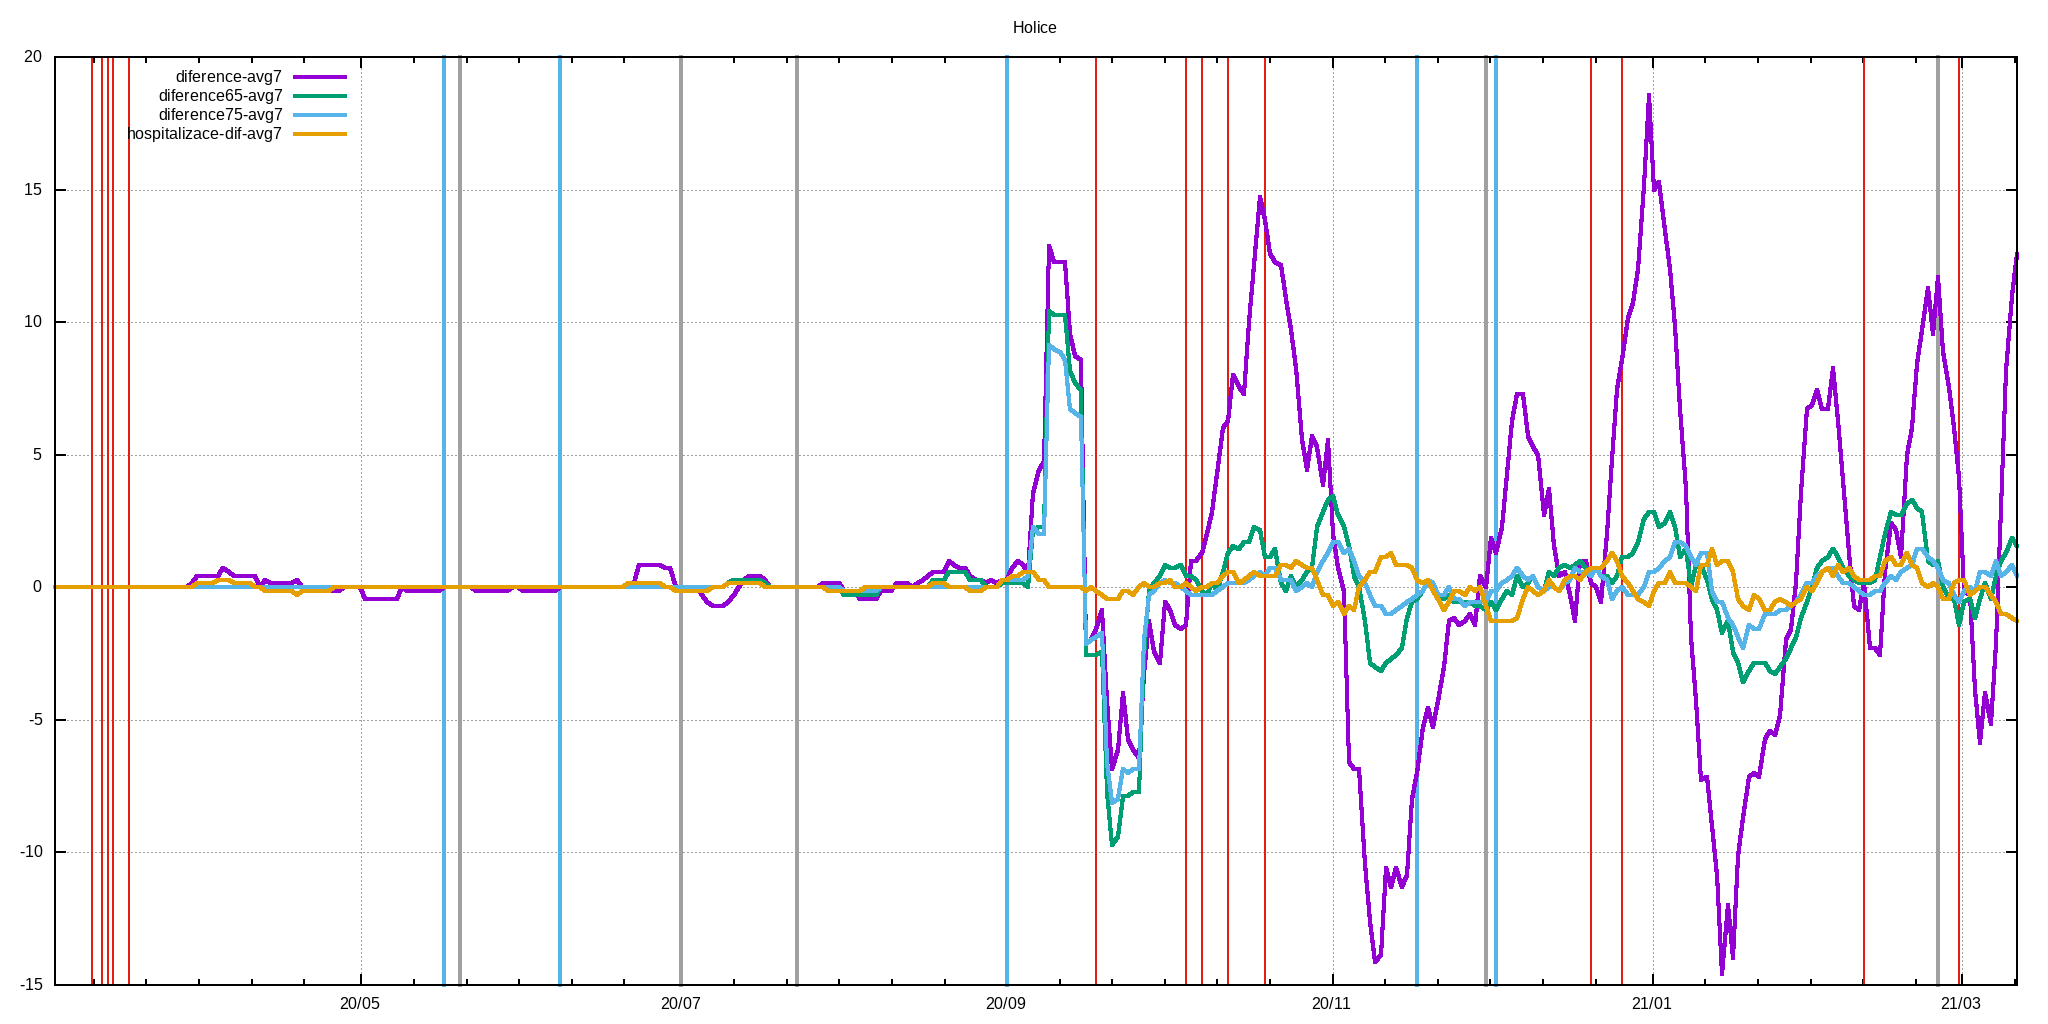 Holice
20
diference-avg7
diference65-avg7
diference75-avg7
hospitalizace-dif-avg7
15
10
5
0
-5
-10
-15
20/05 20/07 20/09 20/11 21/01 21/03